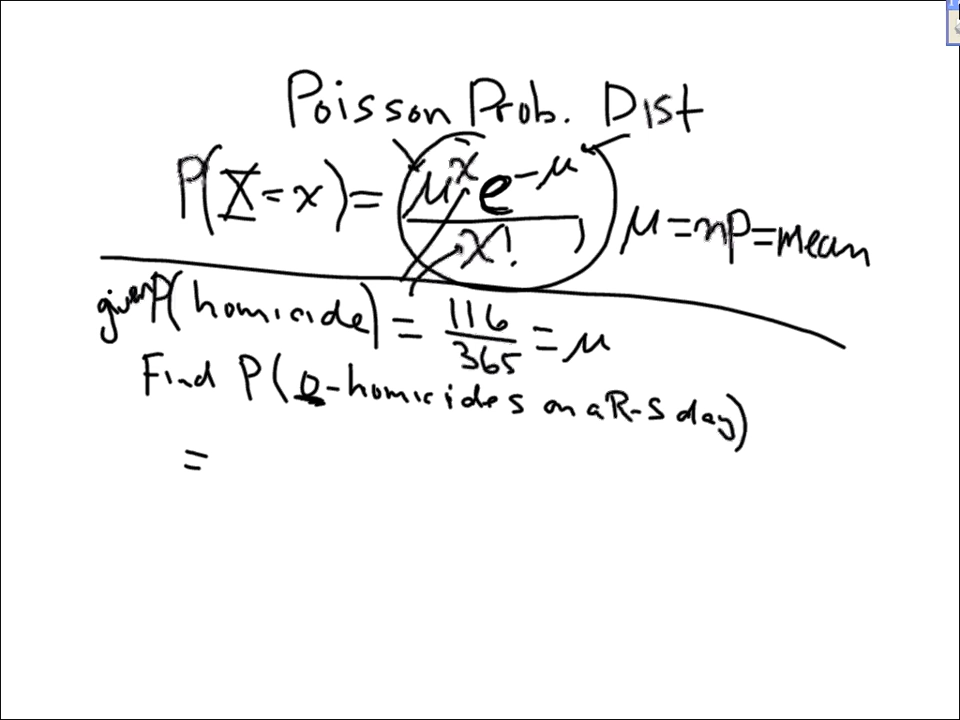 Poisson Prob. Dist
P(X=x)= μ^x e^-μ / x!
μ=np=mean
given P(homicide) = 116/365 = μ
Find P(0-homicides on a R-S day)
=